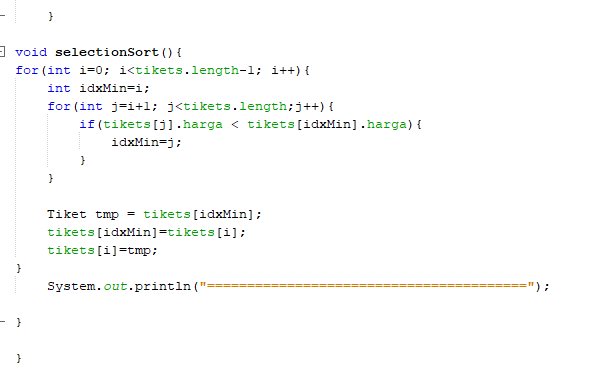 }
void selectionSort(){
for(int i=0; i<tikets.length-1; i++){
int idxMin=i;
for(int j=i+1; j<tikets.length;j++){
if(tikets[j].harga < tikets[idxMin].harga){
idxMin=j;
}
}
Tiket tmp = tikets[idxMin];
tikets[idxMin]=tikets[i];
tikets[i]=tmp;
}
System.out.println("========================================");
}
}